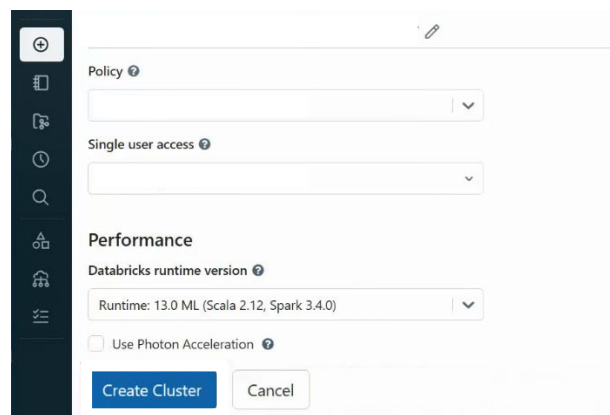 Policy
Single user access
Performance
Databricks runtime version
Runtime: 13.0 ML (Scala 2.12, Spark 3.4.0)
Use Photon Acceleration
Create Cluster
Cancel